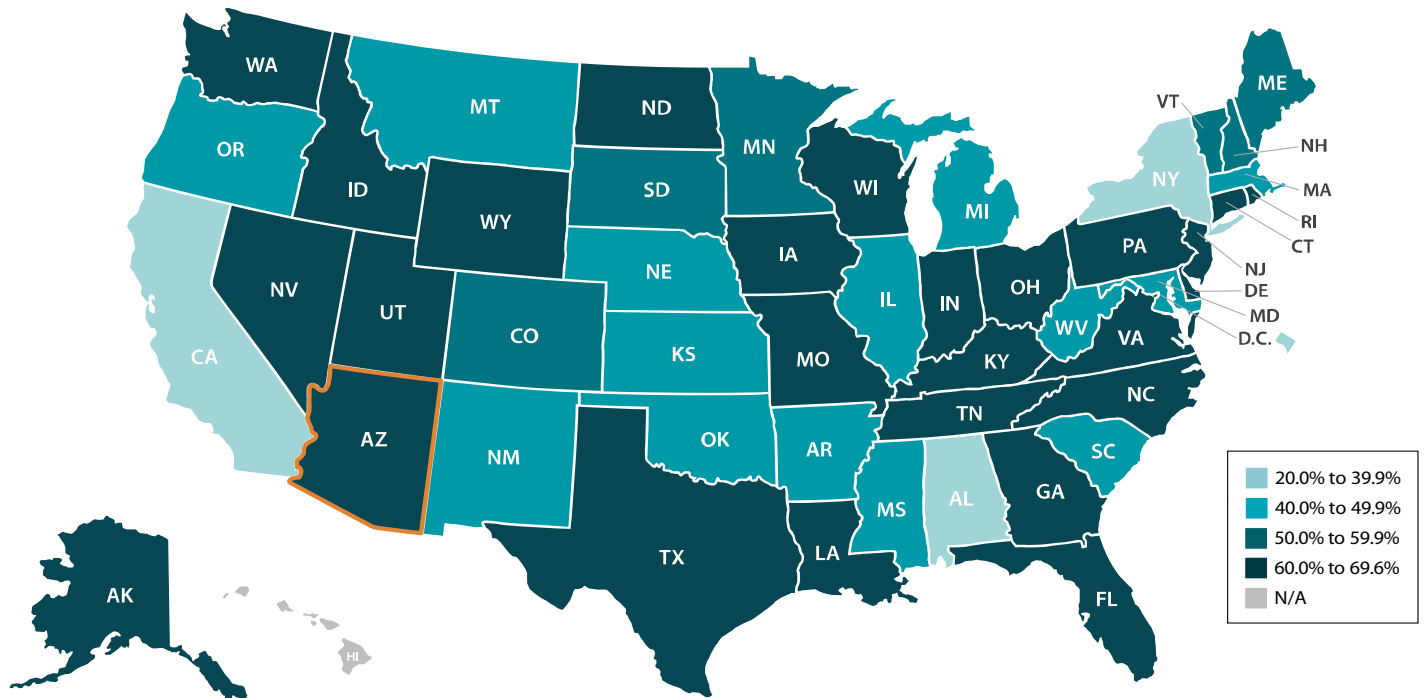 WA
MT
ND
MN
ME
VT
NH
OR
ID
SD
WI
NY
MA
MI
RI
WY
CT
IA
PA
NJ
NE
NV
OH
DE
UT
IL
IN
MD
CO
WV
D.C.
VA
CA
KS
MO
KY
NC
TN
AZ
OK
NM
AR
SC
MS
AL
GA
LA
TX
AK
FL
HI
20.0% to 39.9%
40.0% to 49.9%
50.0% to 59.9%
60.0% to 69.6%
N/A